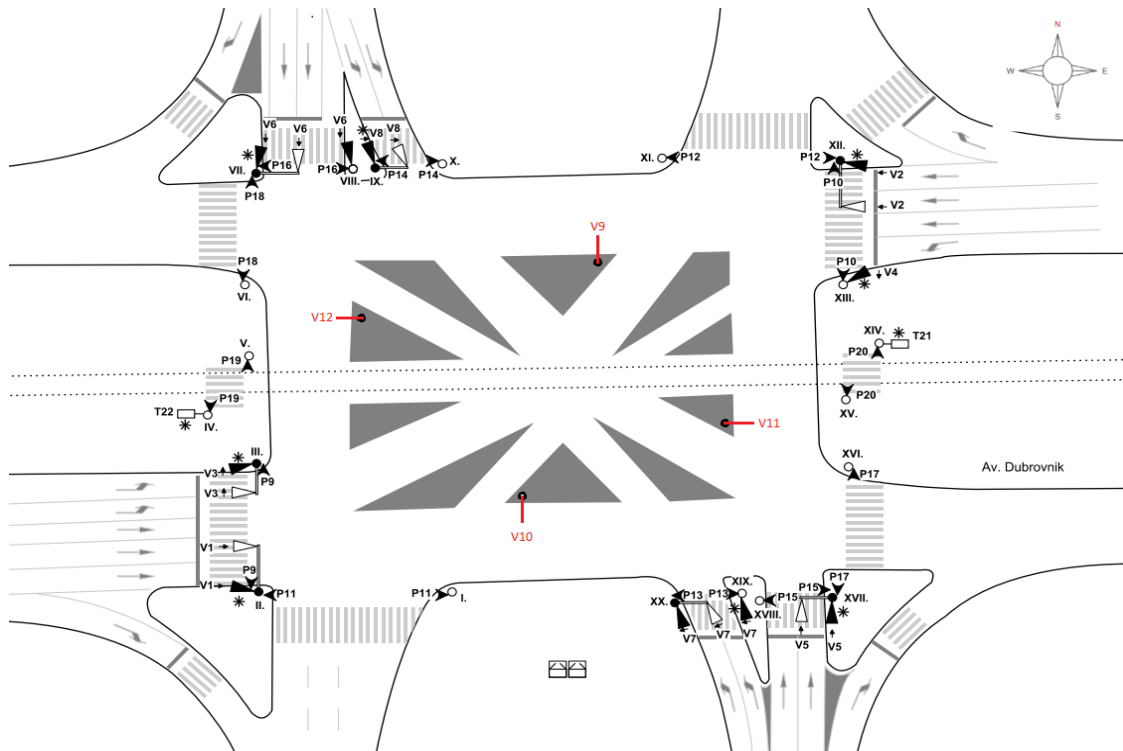 N
W E
S
V6 V6 V6 V8 V8
VII. P16 P16 VIII. IX. P14 P14 X.
P18
XI. P12 P12 XII.
P10
V2
V2
P18
VI.
P10
V4
XIII.
V9
V12
V.
P19
XIV.
T21
P20
P19
T22
IV.
P20
XV.
V11
III.
V3
P9
V3
XVI.
P17
Av. Dubrovnik
V10
V1
P9
V1
II.
P11
P11
I.
XX.
P13
P13
XIX.
XVIII.
P15
P15
P17
XVII.
V7
V7
V7
V5
V5